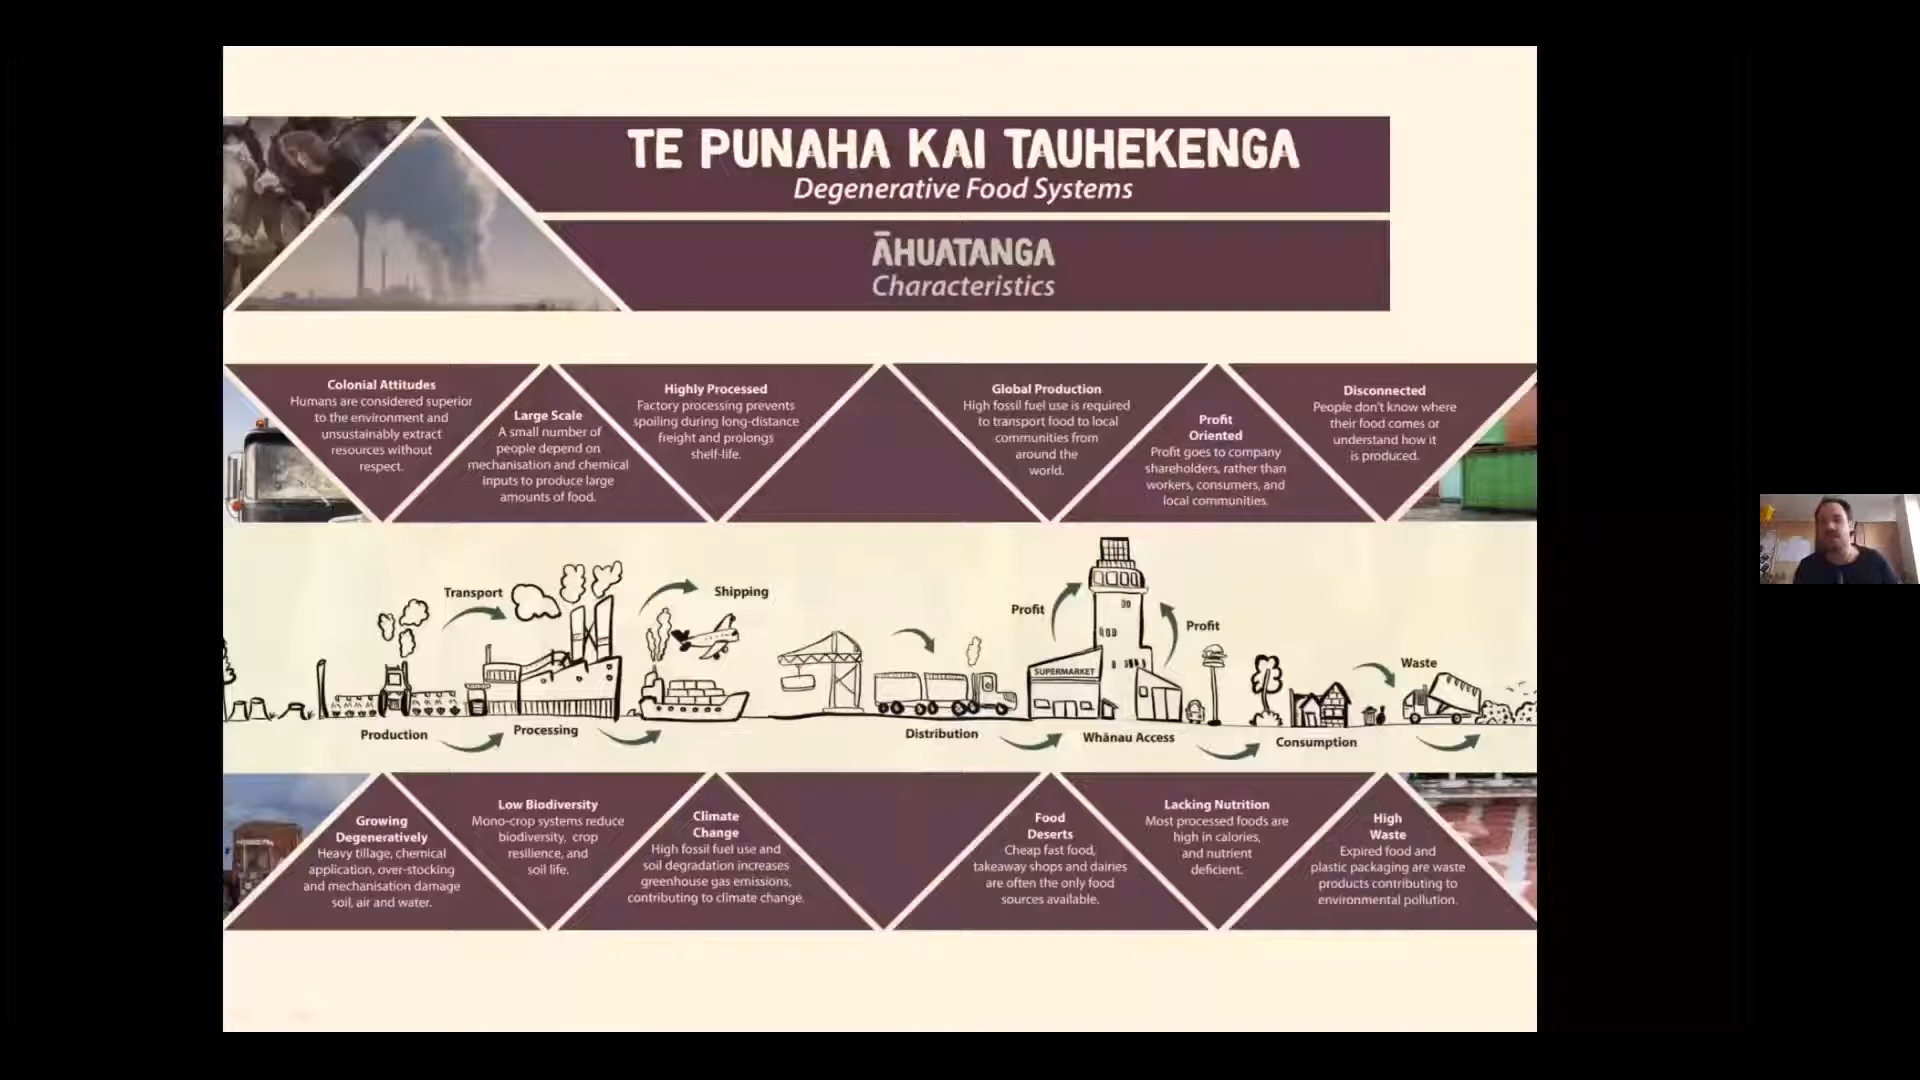 TE PUNAHA KAI TAUHEKENGA
Degenerative Food Systems
ĀHUATANGA
Characteristics
Colonial Attitudes
Humans are considered superior
to the environment and
unsustainably extract
resources without
respect.
Large Scale
A small number of
people depend on
mechanisation and chemical
inputs to produce large
amounts of food.
Highly Processed
Factory processing prevents
spoiling during long-distance
freight and prolongs
shelf-life.
Global Production
High fossil fuel use is required
to transport food to local
communities from
around the
world.
Profit
Oriented
Profit goes to company
shareholders, rather than
workers, consumers, and
local communities.
Disconnected
People don't know where
their food comes or
understand how it
is produced.
Transport
Shipping
Profit
Profit
SUPERMARKET
Waste
Production
Processing
Distribution
Whānau Access
Consumption
Growing
Degeneratively
Heavy tillage, chemical
application, over-stocking
and mechanisation damage
soil, air and water.
Low Biodiversity
Mono-crop systems reduce
biodiversity, crop
resilience, and
soil life.
Climate
Change
High fossil fuel use and
soil degradation increases
greenhouse gas emissions,
contributing to climate change.
Food
Deserts
Cheap fast food,
takeaway shops and dairies
are often the only food
sources available.
Lacking Nutrition
Most processed foods are
high in calories,
and nutrient
deficient.
High
Waste
Expired food and
plastic packaging are waste
products contributing to
environmental pollution.